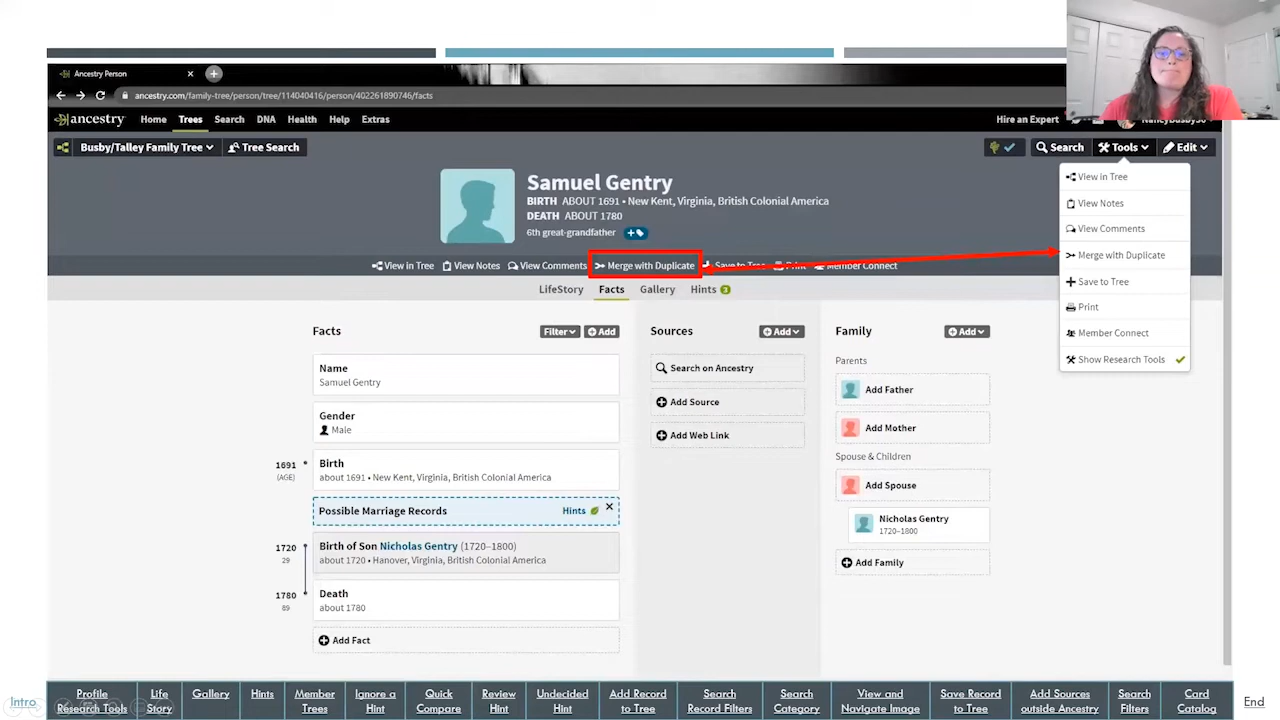 Ancestry Person
ancestry.com/family-tree/person/tree/114040416/person/402261890746/facts
ancestry Home Trees Search DNA Health Help Extras Hire an Expert NancyBusby50
Busby/Talley Family Tree Tree Search Search Tools Edit
Samuel Gentry
BIRTH ABOUT 1691 • New Kent, Virginia, British Colonial America
DEATH ABOUT 1780
6th great-grandfather
View in Tree View Notes View Comments Merge with Duplicate Save to Tree Print Member Connect
LifeStory Facts Gallery Hints 3
View in Tree
View Notes
View Comments
Merge with Duplicate
Save to Tree
Print
Member Connect
Show Research Tools
Facts Filter Add
Name
Samuel Gentry
Gender
Male
1691
(AGE)
Birth
about 1691 • New Kent, Virginia, British Colonial America
Possible Marriage Records Hints
1720
29
Birth of Son Nicholas Gentry (1720–1800)
about 1720 • Hanover, Virginia, British Colonial America
1780
89
Death
about 1780
Add Fact
Sources Add
Search on Ancestry
Add Source
Add Web Link
Family Add
Parents
Add Father
Add Mother
Spouse & Children
Add Spouse
Nicholas Gentry
1720–1800
Add Family
Intro
Profile
Research Tools
Life
Story
Gallery
Hints
Member
Trees
Ignore a
Hint
Quick
Compare
Review
Hint
Undecided
Hint
Add Record
to Tree
Search
Record Filters
Search
Category
View and
Navigate Image
Save Record
to Tree
Add Sources
outside Ancestry
Search
Filters
Card
Catalog
End